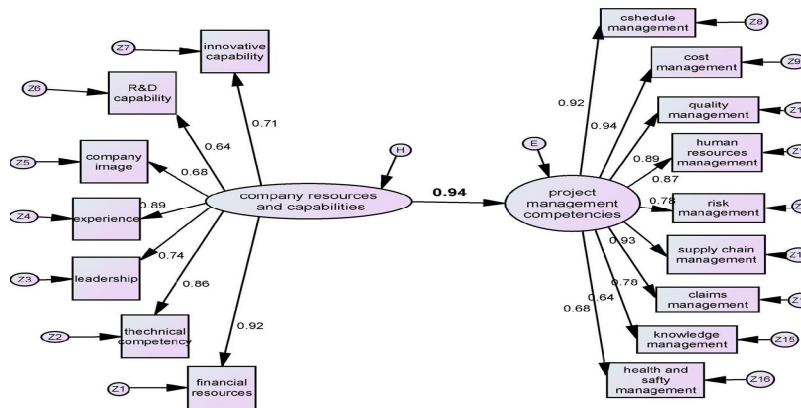 Z7
innovative
capability
Z6
R&D
capability
0.71
0.64
Z5
company
image
0.68
Z4
experience
0.89
Z3
leadership
0.74
Z2
thechnical
competency
0.86
Z1
financial
resources
0.92
H
company resources
and capabilities
0.94
E
project
management
competencies
cshedule
management
Z8
0.92
cost
management
Z9
0.94
quality
management
Z1
0.89
human
resources
management
0.87
risk
management
Z
0.78
supply chain
management
Z1
0.93
claims
management
0.78
knowledge
management
Z15
0.64
health and
safty management
Z16
0.68